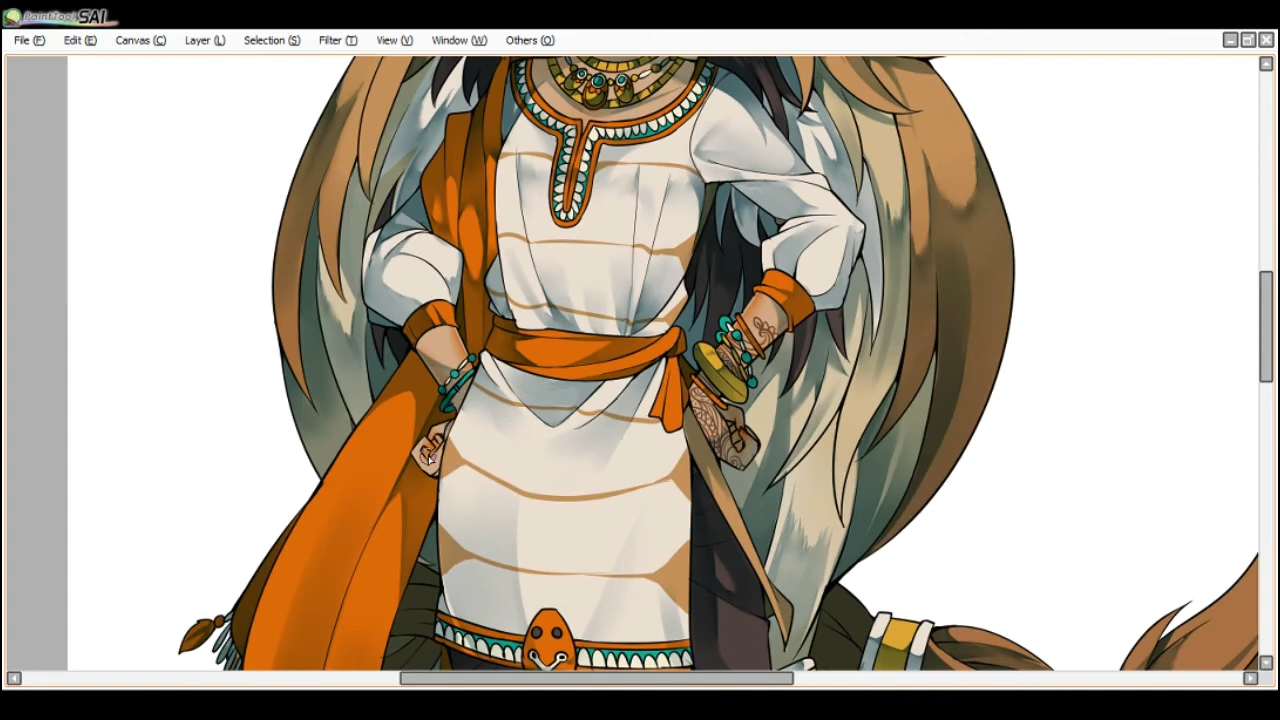 PaintTool SAI
File (F) Edit (E) Canvas (C) Layer (L) Selection (S) Filter (T) View (V) Window (W) Others (O)